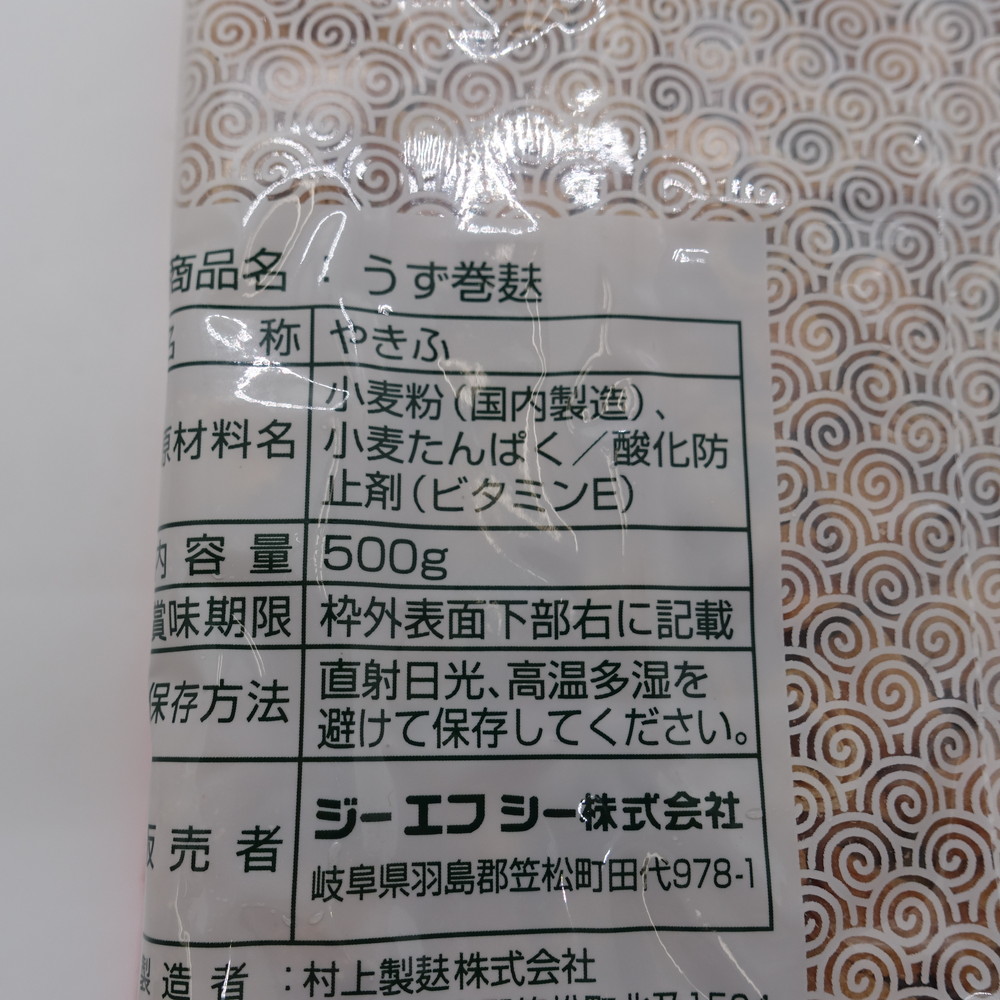 商品名 : うず巻麸
名称 やきふ
原材料名 小麦粉(国内製造)、
小麦たんぱく/酸化防
止剤(ビタミンE)
内容量 500g
賞味期限 枠外表面下部右に記載
保存方法 直射日光、高温多湿を
避けて保存してください。
販売者 ジーエフシー株式会社
岐阜県羽島郡笠松町田代978-1
製造者:村上製麸株式会社